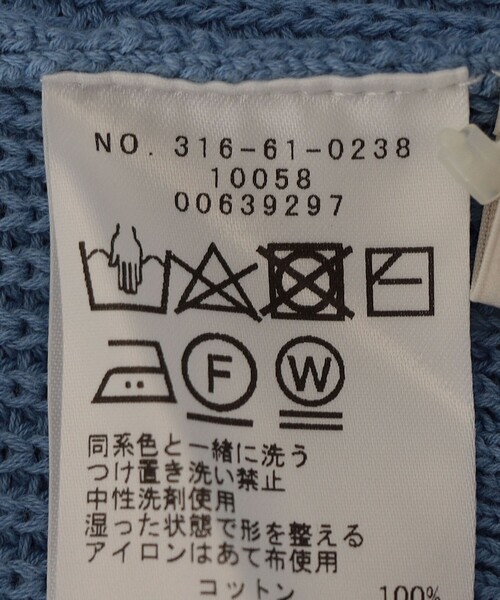 NO. 316-61-0238
10058
00639297
F W
同系色と一緒に洗う
つけ置き洗い禁止
中性洗剤使用
湿った状態で形を整える
アイロンはあて布使用
コットン 100%